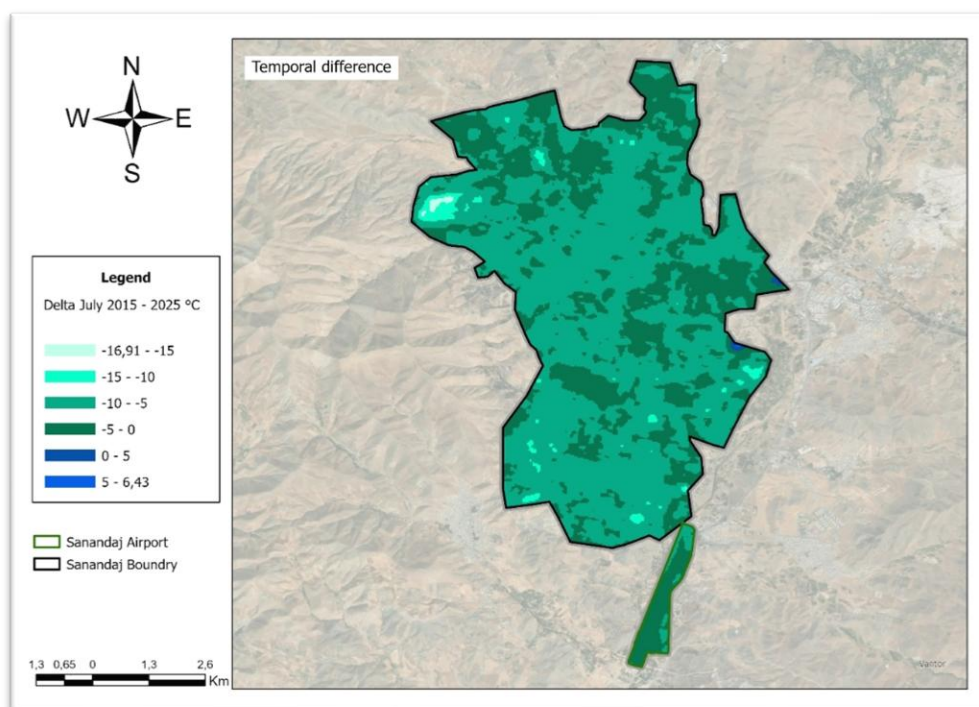 Temporal difference
N
W E
S
Legend
Delta July 2015 - 2025 °C
-16,91 - -15
-15 - -10
-10 - -5
-5 - 0
0 - 5
5 - 6,43
Sanandaj Airport
Sanandaj Boundry
1,3 0,65 0 1,3 2,6
Km
Vantor